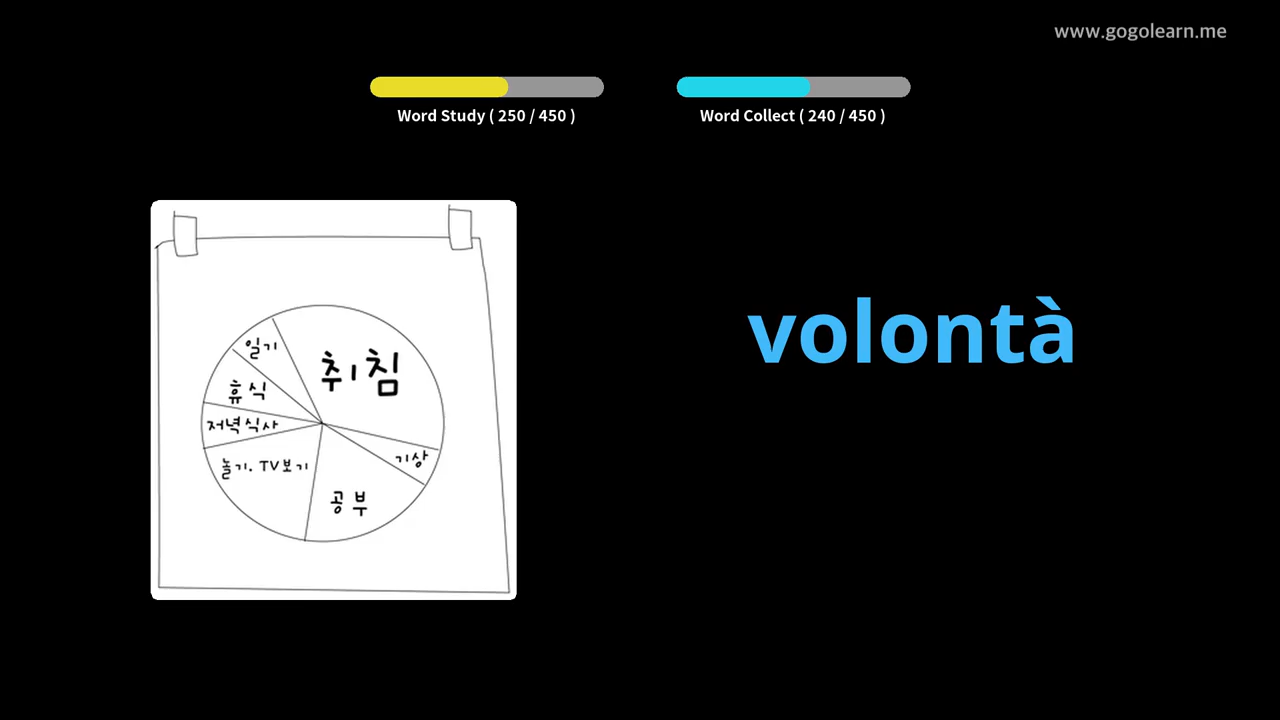 www.gogolearn.me
Word Study ( 250 / 450 )
Word Collect ( 240 / 450 )
일기
취침
휴식
저녁식사
놀기. TV보기
기상
공부
volontà